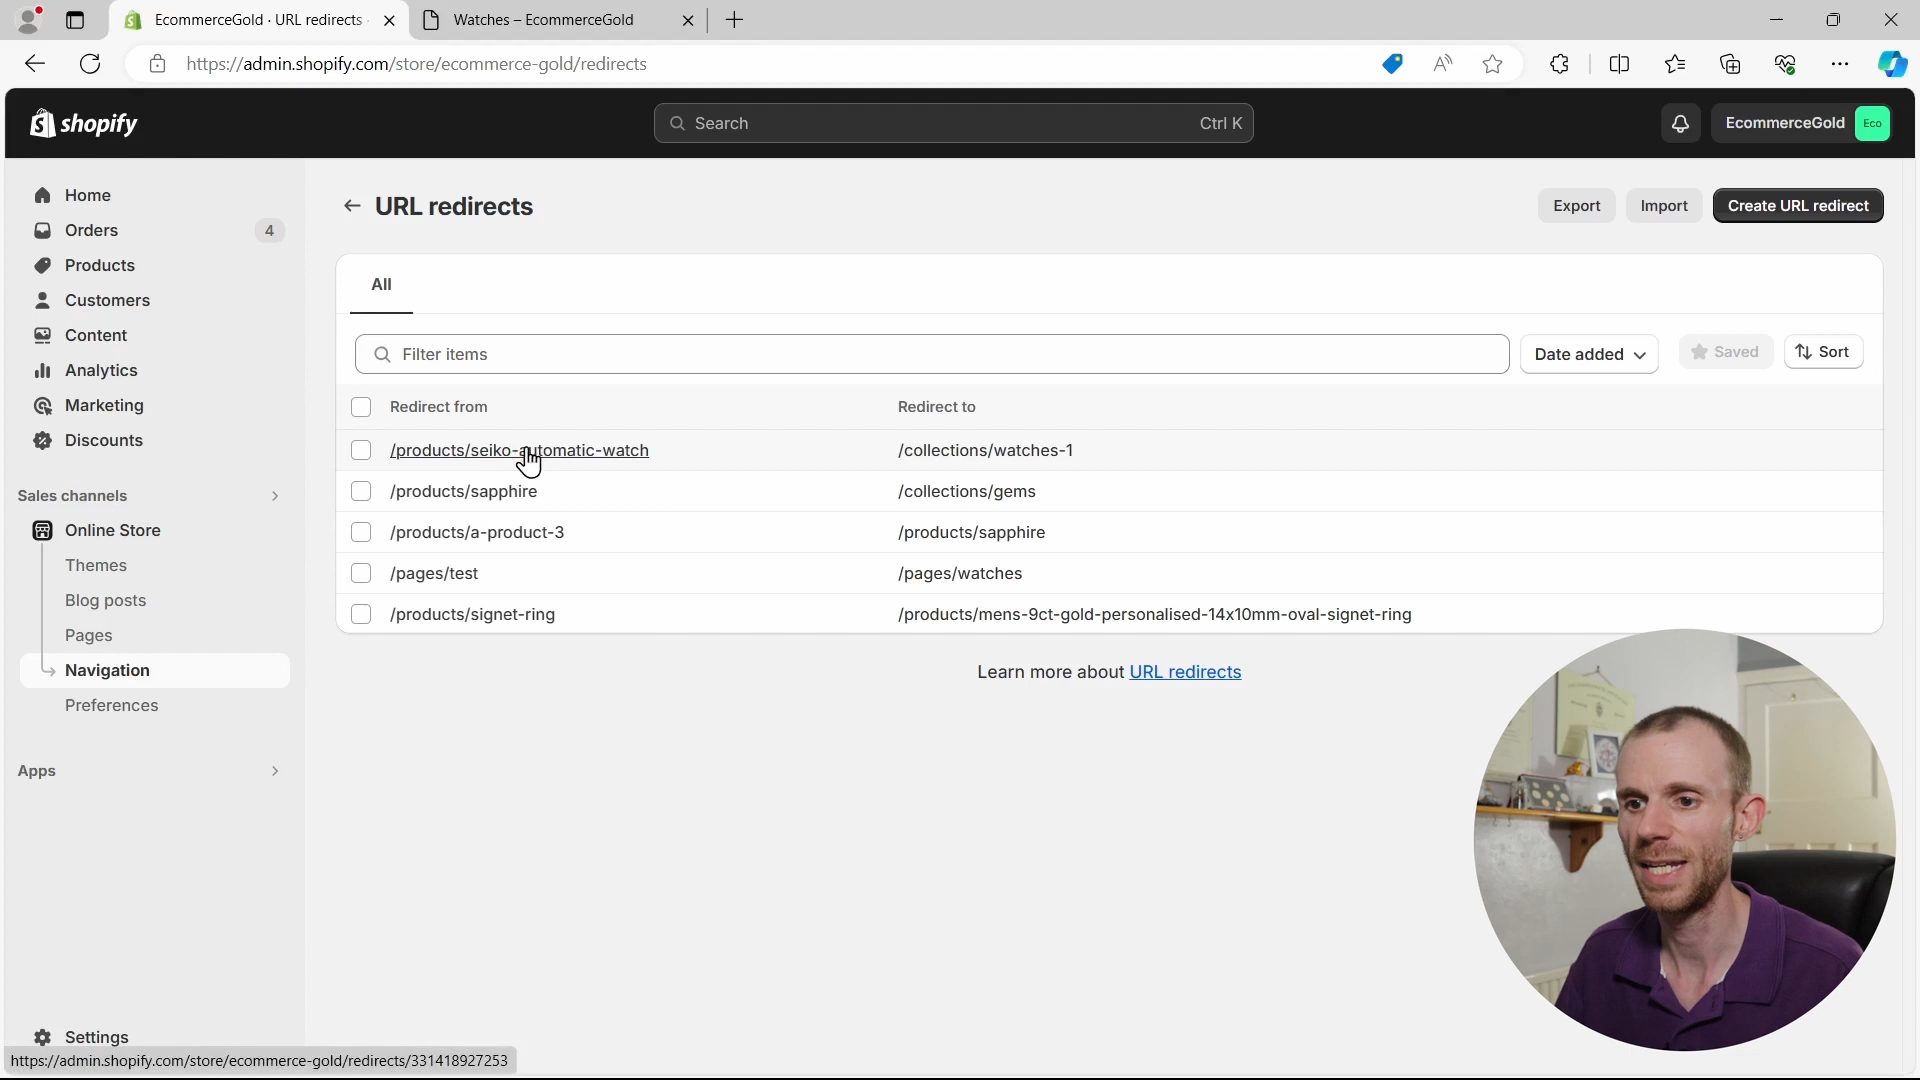 EcommerceGold · URL redirects
Watches – EcommerceGold
https://admin.shopify.com/store/ecommerce-gold/redirects
shopify
Search
Ctrl K
EcommerceGold
Eco
Home
Orders
4
Products
Customers
Content
Analytics
Marketing
Discounts
Sales channels
Online Store
Themes
Blog posts
Pages
Navigation
Preferences
Apps
Settings
URL redirects
Export
Import
Create URL redirect
All
Filter items
Date added
Saved
Sort
Redirect from
Redirect to
/products/seiko-automatic-watch
/collections/watches-1
/products/sapphire
/collections/gems
/products/a-product-3
/products/sapphire
/pages/test
/pages/watches
/products/signet-ring
/products/mens-9ct-gold-personalised-14x10mm-oval-signet-ring
Learn more about URL redirects
https://admin.shopify.com/store/ecommerce-gold/redirects/331418927253